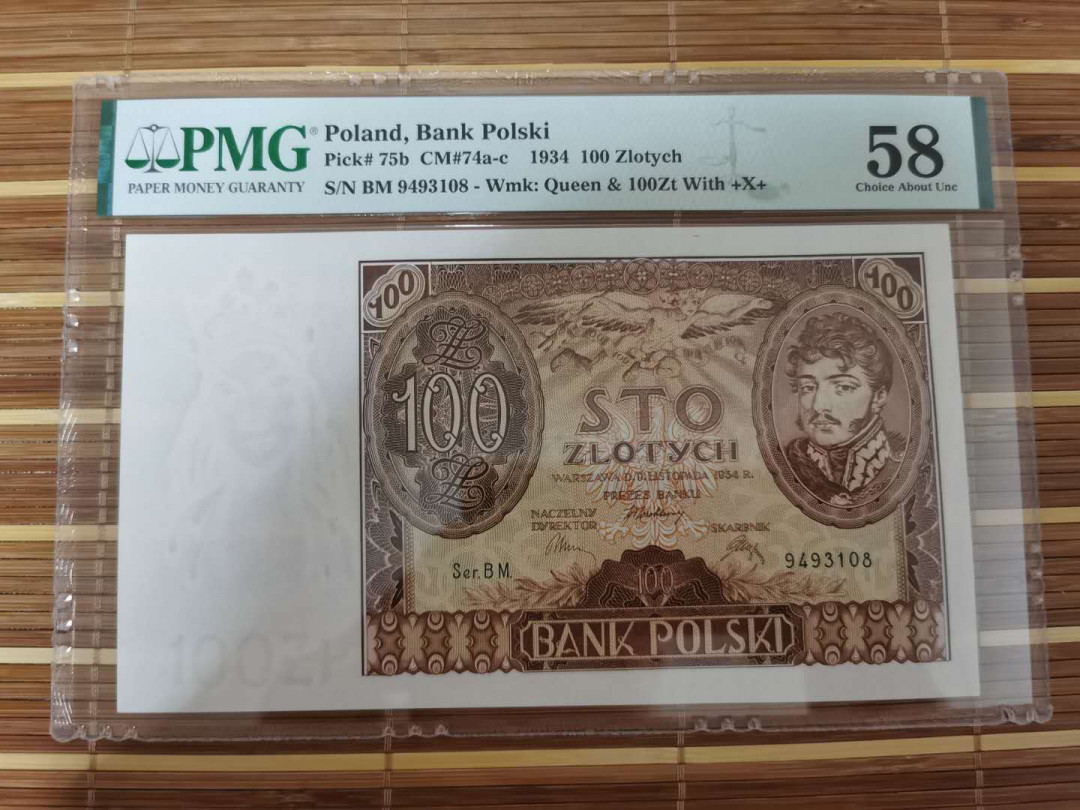 PMG®
PAPER MONEY GUARANTY
Poland, Bank Polski
Pick# 75b CM#74a-c 1934 100 Zlotych
S/N BM 9493108 - Wmk: Queen & 100Zt With +X+
58
Choice About Unc
100
100
100
STO
ZŁOTYCH
WARSZAWA D. 9. LISTOPADA 1934 R.
PREZES BANKU
NACZELNY
DYREKTOR
SKARBNIK
Ser. B M.
9493108
100
BANK POLSKI
100Zł